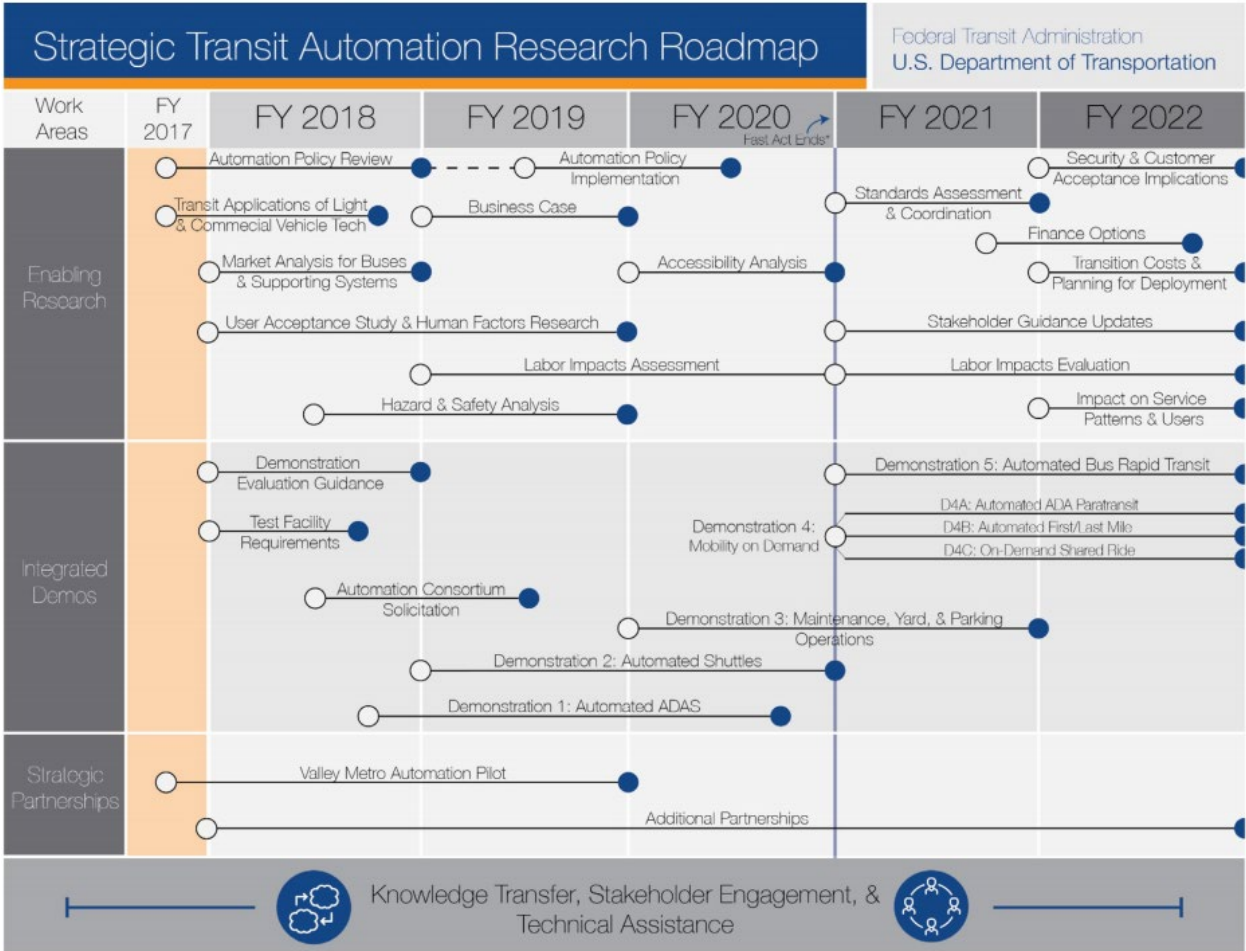 Strategic Transit Automation Research Roadmap
Federal Transit Administration
U.S. Department of Transportation
Work
Areas
FY
2017
FY 2018
FY 2019
FY 2020
Fast Act Ends*
FY 2021
FY 2022
Enabling
Research
Automation Policy Review
Automation Policy
Implementation
Security & Customer
Acceptance Implications
Transit Applications of Light
& Commecial Vehicle Tech
Business Case
Standards Assessment
& Coordination
Finance Options
Market Analysis for Buses
& Supporting Systems
Accessibility Analysis
Transition Costs &
Planning for Deployment
User Acceptance Study & Human Factors Research
Stakeholder Guidance Updates
Labor Impacts Assessment
Labor Impacts Evaluation
Hazard & Safety Analysis
Impact on Service
Patterns & Users
Integrated
Demos
Demonstration
Evaluation Guidance
Demonstration 5: Automated Bus Rapid Transit
Test Facility
Requirements
Demonstration 4:
Mobility on Demand
D4A: Automated ADA Paratransit
D4B: Automated First/Last Mile
D4C: On-Demand Shared Ride
Automation Consortium
Solicitation
Demonstration 3: Maintenance, Yard, & Parking
Operations
Demonstration 2: Automated Shuttles
Demonstration 1: Automated ADAS
Strategic
Partnerships
Valley Metro Automation Pilot
Additional Partnerships
Knowledge Transfer, Stakeholder Engagement, &
Technical Assistance